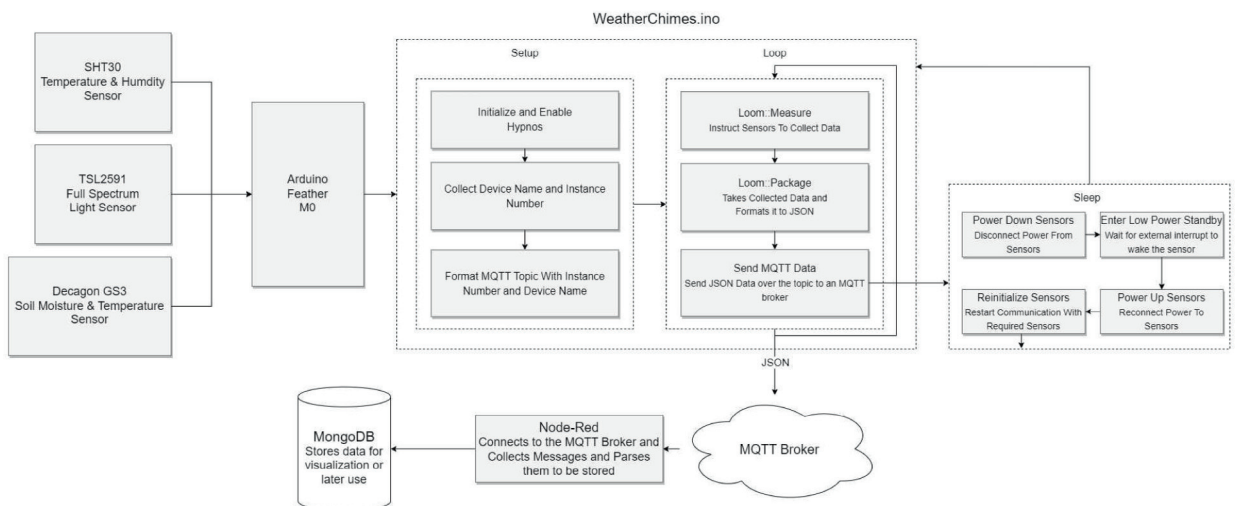 WeatherChimes.ino
SHT30
Temperature & Humidity
Sensor
TSL2591
Full Spectrum
Light Sensor
Decagon GS3
Soil Moisture & Temperature
Sensor
Arduino
Feather
M0
Setup
Initialize and Enable
Hypnos
Collect Device Name and Instance
Number
Format MQTT Topic With Instance
Number and Device Name
Loop
Loom::Measure
Instruct Sensors To Collect Data
Loom::Package
Takes Collected Data and
Formats it to JSON
Send MQTT Data
Send JSON Data over the topic to an MQTT
broker
Sleep
Power Down Sensors
Disconnect Power From
Sensors
Enter Low Power Standby
Wait for external interrupt to
wake the sensor
Reinitialize Sensors
Restart Communication With
Required Sensors
Power Up Sensors
Reconnect Power To
Sensors
JSON
MQTT Broker
Node-Red
Connects to the MQTT Broker and
Collects Messages and Parses
them to be stored
MongoDB
Stores data for
visualization or
later use